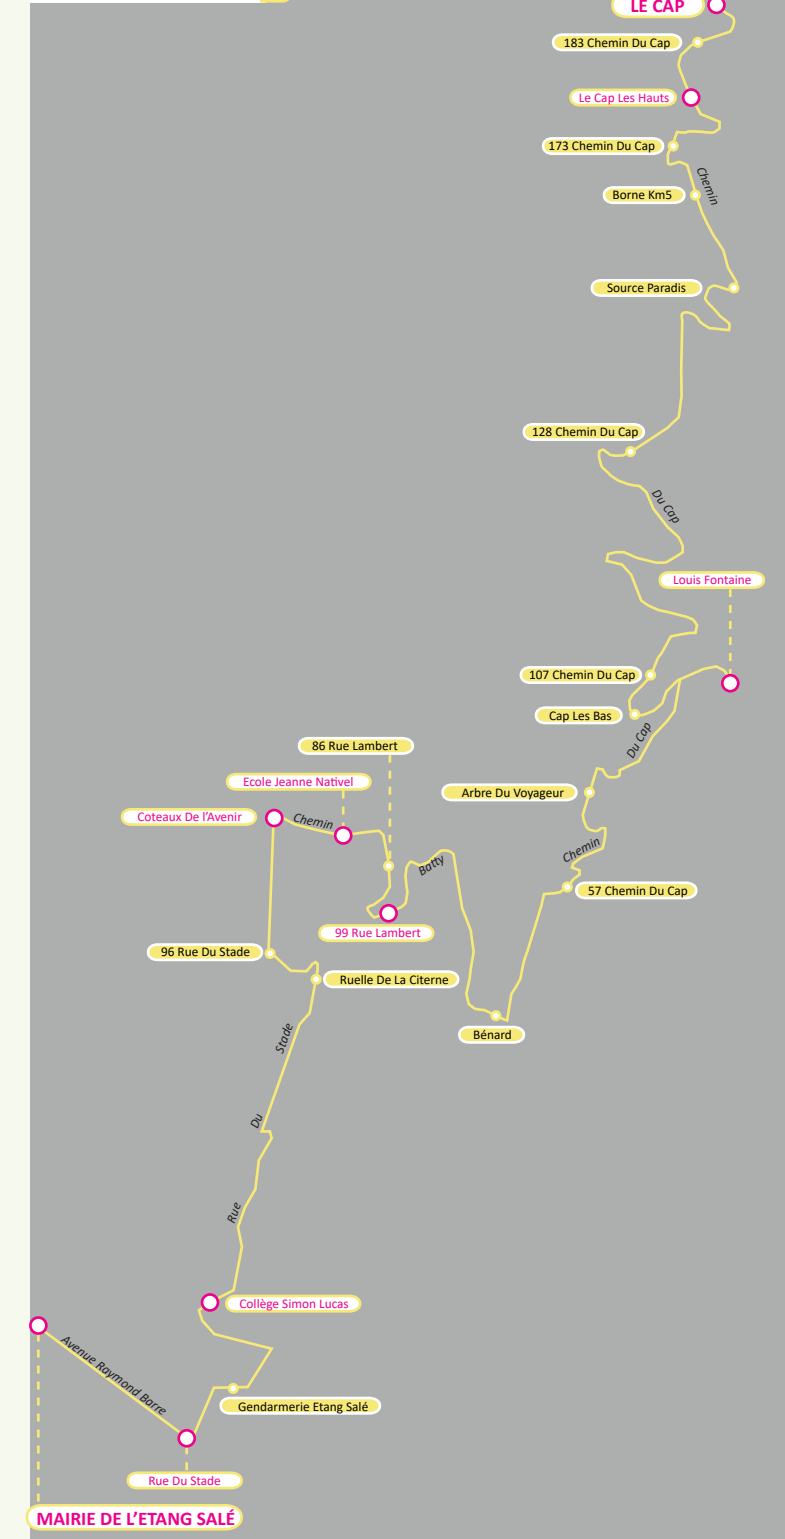 LE CAP
183 Chemin Du Cap
Le Cap Les Hauts
173 Chemin Du Cap
Chemin
Borne Km5
Source Paradis
128 Chemin Du Cap
Du Cap
Louis Fontaine
107 Chemin Du Cap
Cap Les Bas
Du Cap
86 Rue Lambert
Ecole Jeanne Nativel
Arbre Du Voyageur
Coteaux De l'Avenir
Chemin
Chemin
Batty
57 Chemin Du Cap
99 Rue Lambert
96 Rue Du Stade
Ruelle De La Citerne
Bénard
Stade
Du
Rue
Collège Simon Lucas
Avenue Raymond Barre
Gendarmerie Etang Salé
Rue Du Stade
MAIRIE DE L'ETANG SALÉ